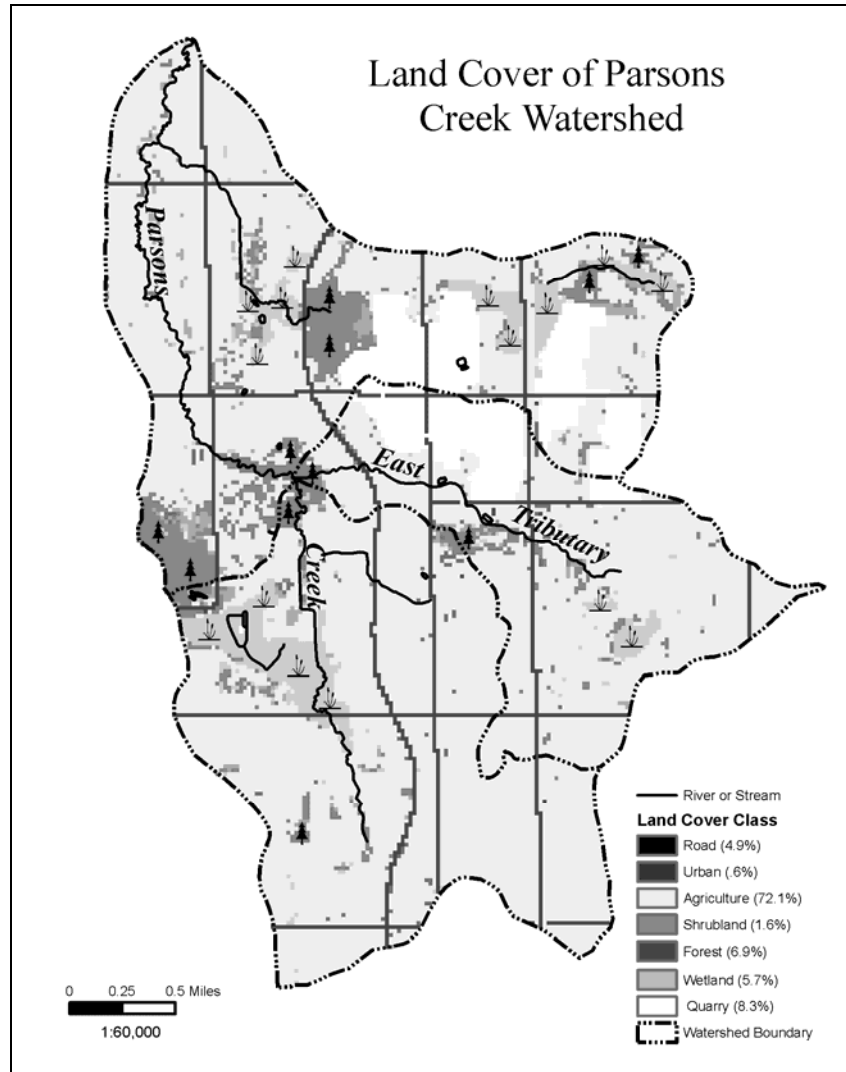 Land Cover of Parsons
Creek Watershed
Parsons
East
Tributary
Creek
River or Stream
Land Cover Class
Road (4.9%)
Urban (.6%)
Agriculture (72.1%)
Shrubland (1.6%)
Forest (6.9%)
Wetland (5.7%)
Quarry (8.3%)
Watershed Boundary
0 0.25 0.5 Miles
1:60,000